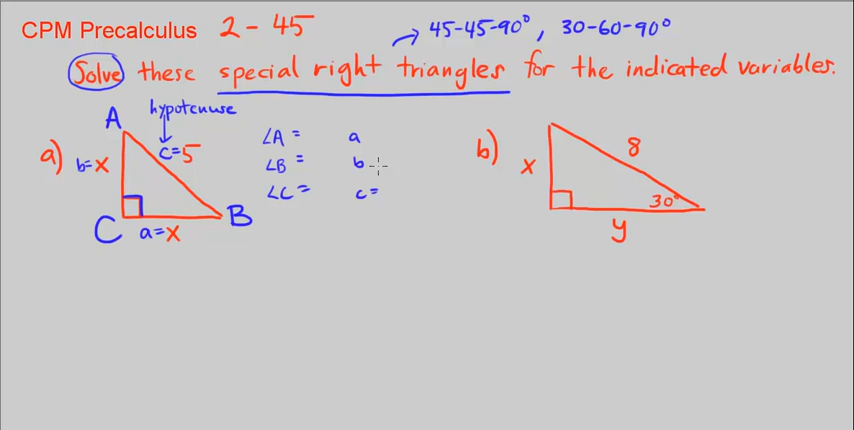 CPM Precalculus 2-45
→ 45-45-90°, 30-60-90°
Solve these special right triangles for the indicated variables.
hypotenuse
a)
A
b=x
c=5
C
a=x
B
∠A =
a
∠B =
b
∠C =
c=
b)
x
8
30°
y